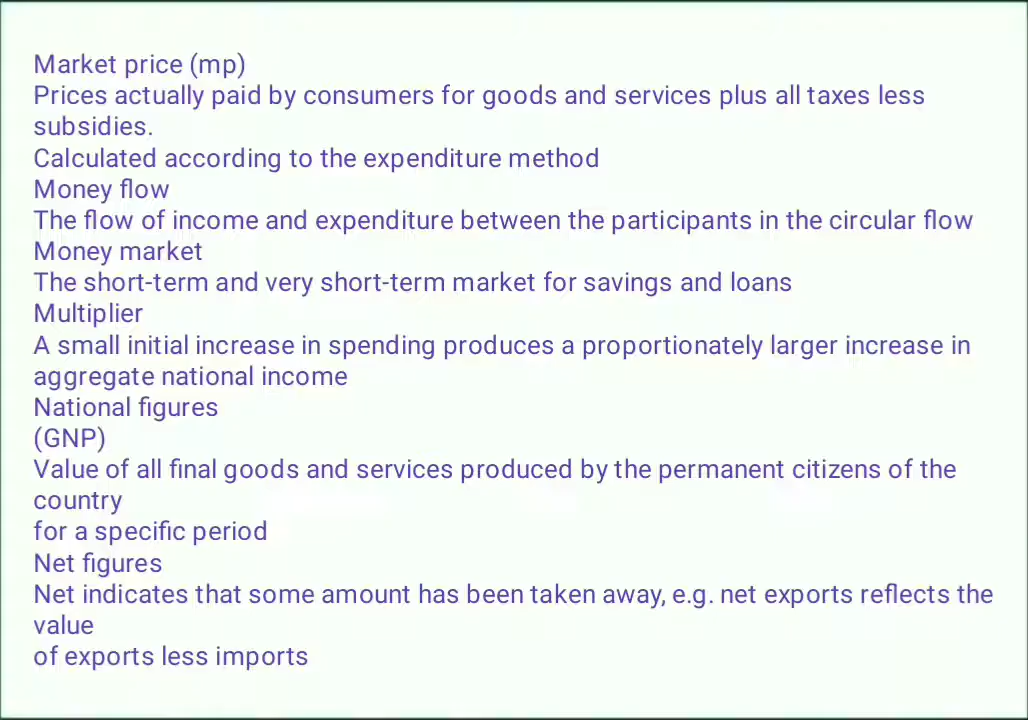 Market price (mp)
Prices actually paid by consumers for goods and services plus all taxes less
subsidies.
Calculated according to the expenditure method
Money flow
The flow of income and expenditure between the participants in the circular flow
Money market
The short-term and very short-term market for savings and loans
Multiplier
A small initial increase in spending produces a proportionately larger increase in
aggregate national income
National figures
(GNP)
Value of all final goods and services produced by the permanent citizens of the
country
for a specific period
Net figures
Net indicates that some amount has been taken away, e.g. net exports reflects the
value
of exports less imports